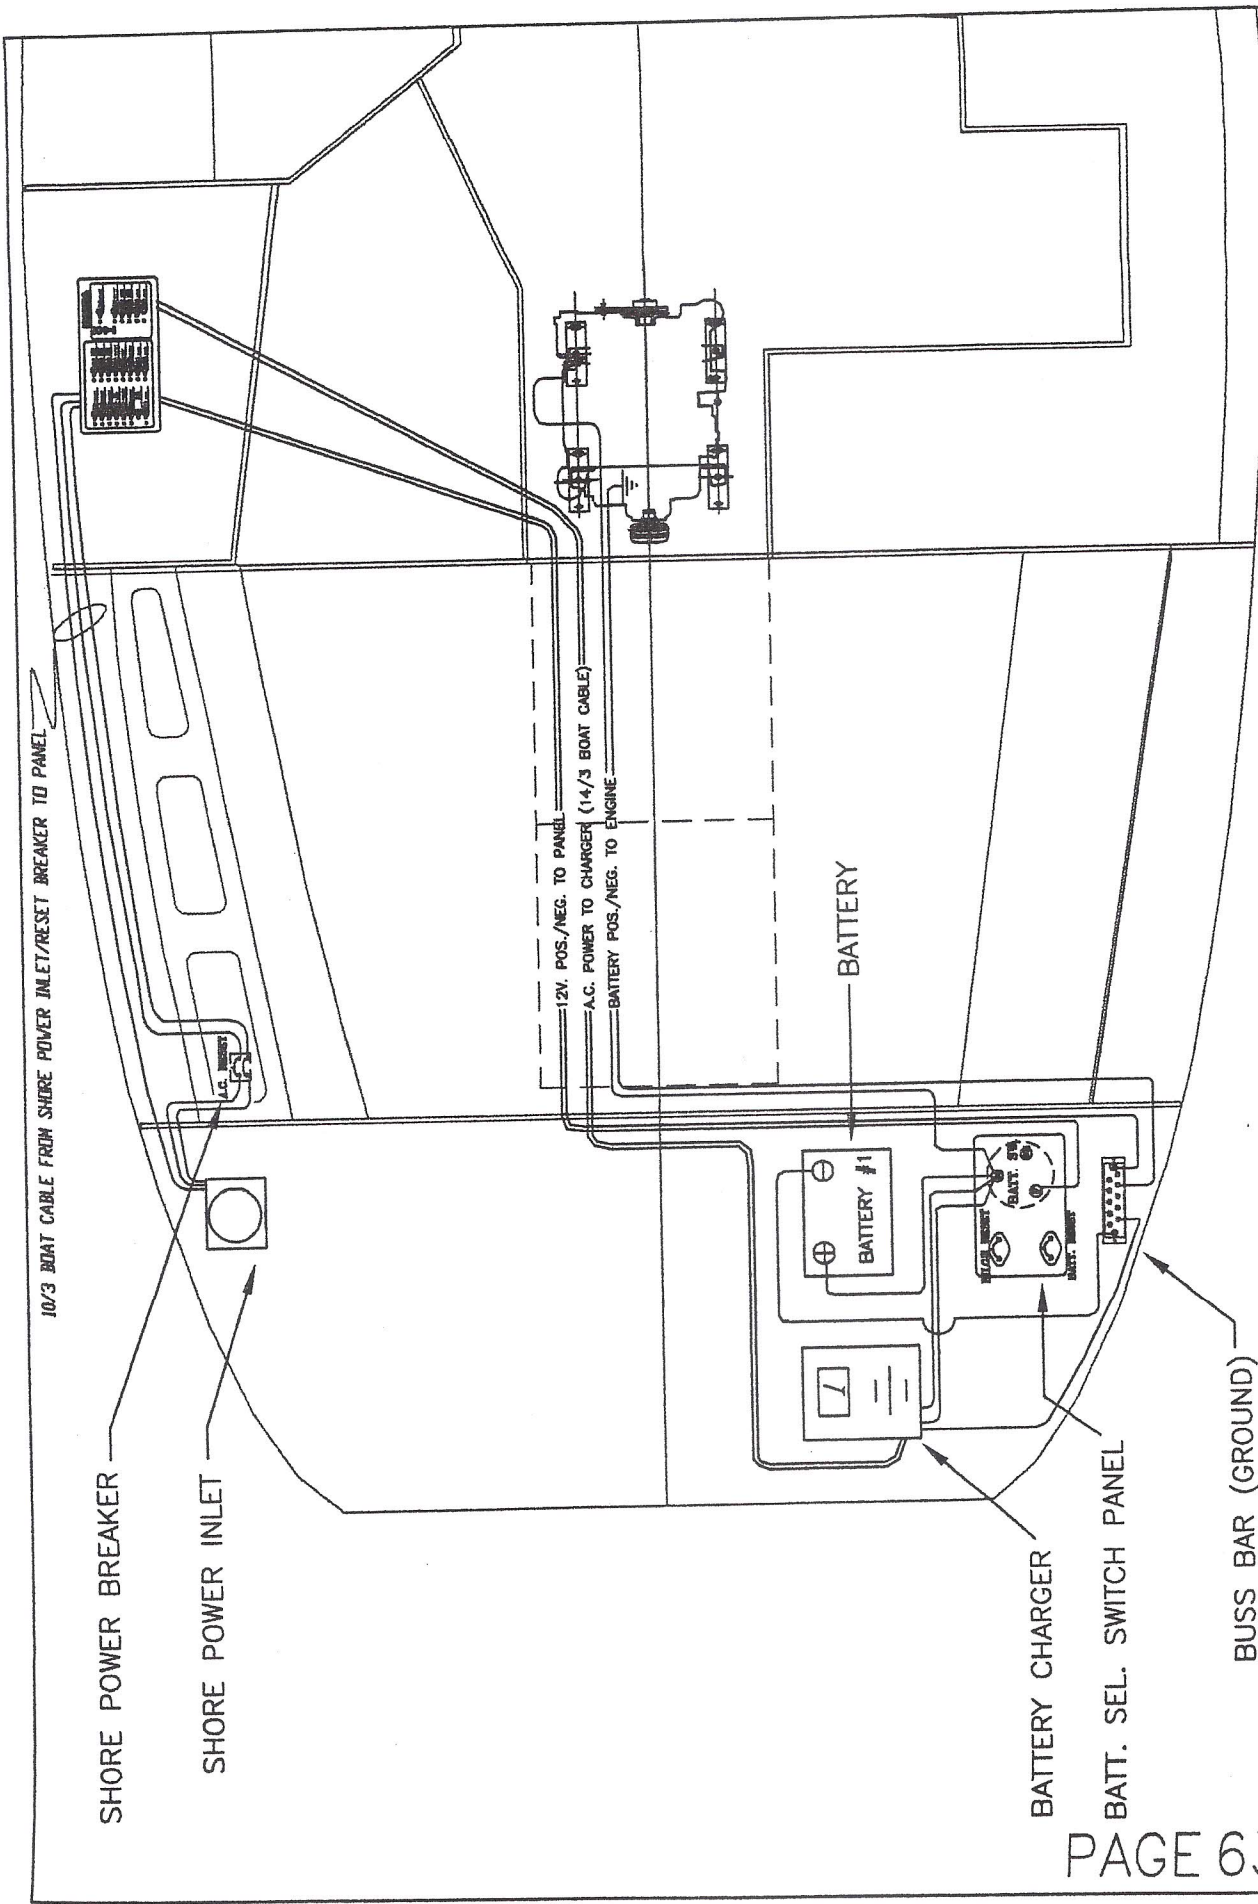 10/3 BOAT CABLE FROM SHORE POWER INLET/RESET BREAKER TO PANEL
SHORE POWER BREAKER
SHORE POWER INLET
A.C. RESET
12V. POS./NEG. TO PANEL
A.C. POWER TO CHARGER (14/3 BOAT CABLE)
BATTERY POS./NEG. TO ENGINE
BATTERY
BATTERY #1
BATT. SW.
BILGE RESET
BATT. RESET
BATTERY CHARGER
BATT. SEL. SWITCH PANEL
BUSS BAR (GROUND)
PAGE